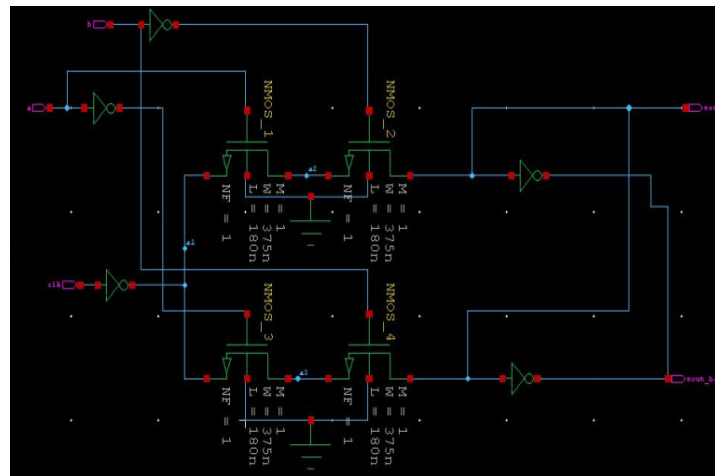 b
NMOS_1
NMOS_2
a
a2
M = 1
W = 375n
L = 180n
NF = 1
M = 1
W = 375n
L = 180n
NF = 1
a1
clk
NMOS_3
NMOS_4
a3
M = 1
W = 375n
L = 180n
NF = 1
M = 1
W = 375n
L = 180n
NF = 1